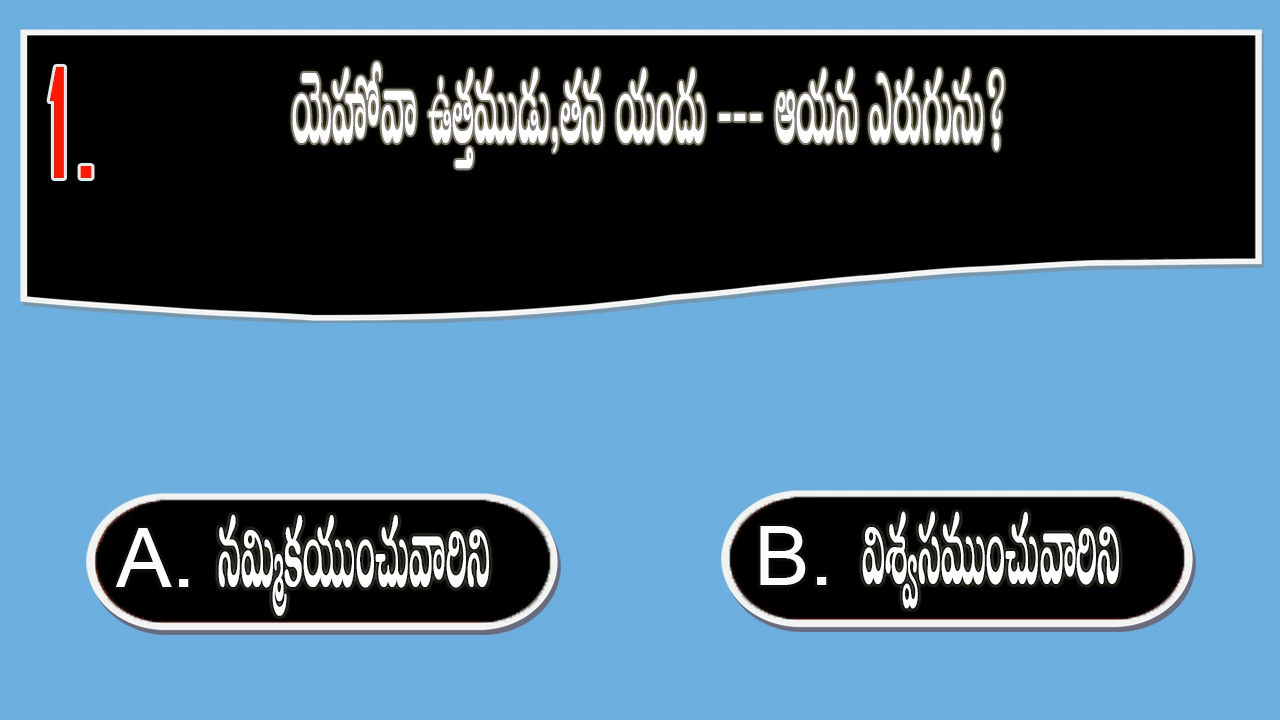 1.
యెహోవా ఉత్తముడు,తన యందు --- ఆయన ఎరుగును?
A. నమ్మికయుంచువారిని
B. విశ్వసముంచువారిని